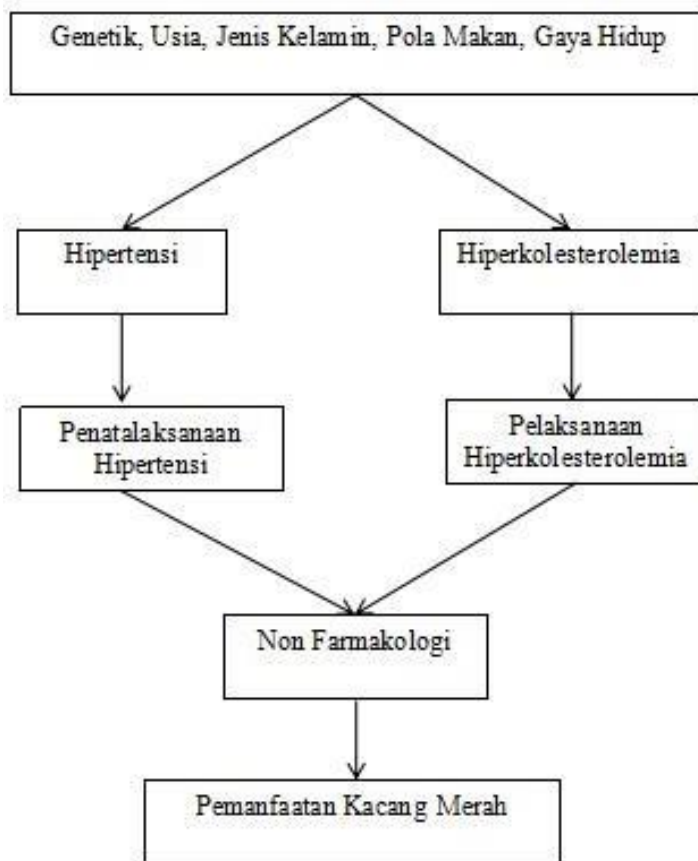 Genetik, Usia, Jenis Kelamin, Pola Makan, Gaya Hidup
Hipertensi
Hiperkolesterolemia
Penatalaksanaan
Hipertensi
Pelaksanaan
Hiperkolesterolemia
Non Farmakologi
Pemanfaatan Kacang Merah